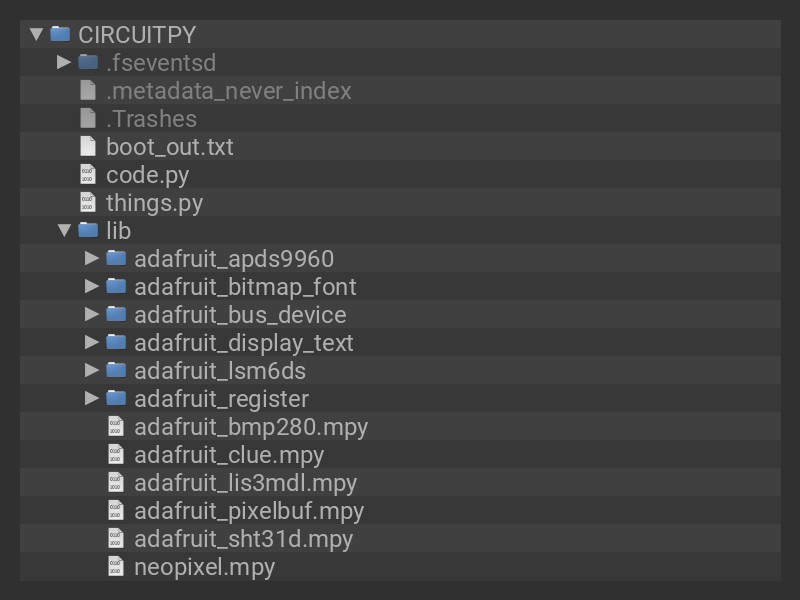 CIRCUITPY
.fseventsd
.metadata_never_index
.Trashes
boot_out.txt
code.py
things.py
lib
adafruit_apds9960
adafruit_bitmap_font
adafruit_bus_device
adafruit_display_text
adafruit_lsm6ds
adafruit_register
adafruit_bmp280.mpy
adafruit_clue.mpy
adafruit_lis3mdl.mpy
adafruit_pixelbuf.mpy
adafruit_sht31d.mpy
neopixel.mpy